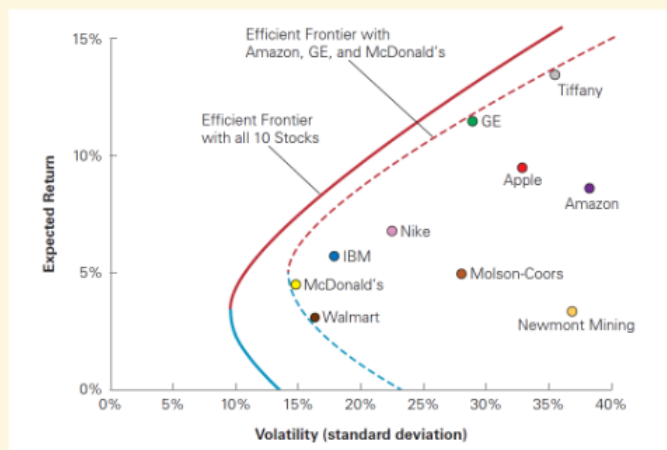 15%
Efficient Frontier with
Amazon, GE, and McDonald's
Tiffany
Efficient Frontier
with all 10 Stocks
GE
10%
Apple
Amazon
Expected Return
Nike
IBM
5%
Molson-Coors
McDonald's
Walmart
Newmont Mining
0%
0% 5% 10% 15% 20% 25% 30% 35% 40%
Volatility (standard deviation)